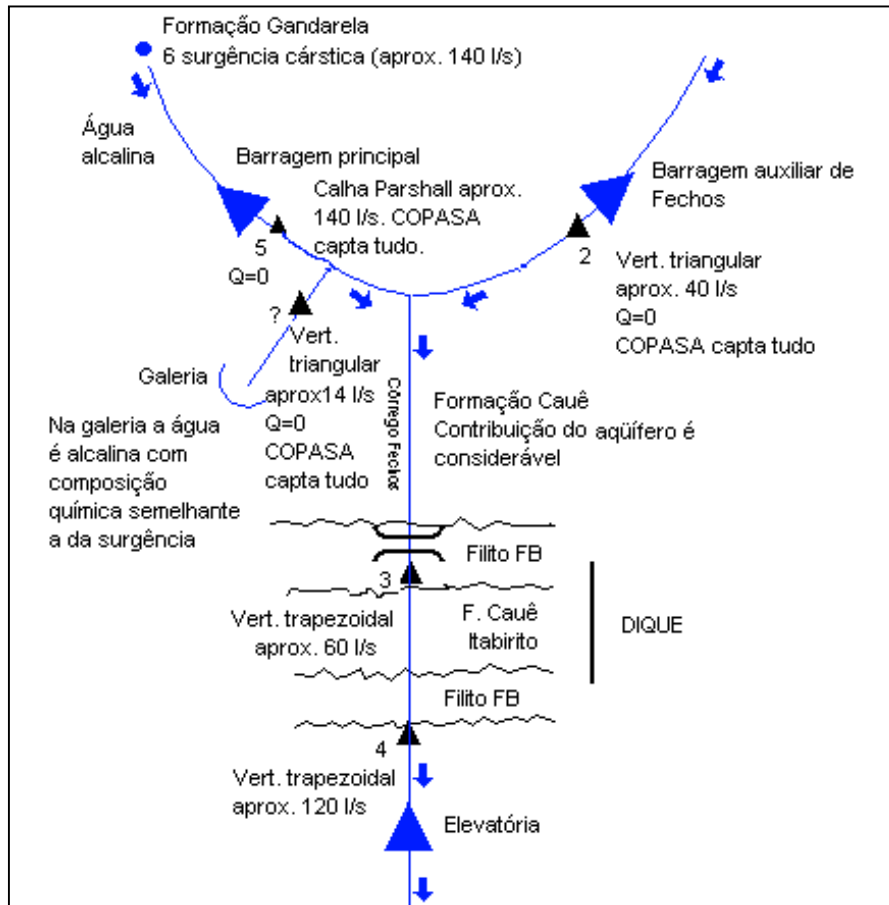 Formação Gandarela
6 surgência cárstica (aprox. 140 l/s)
Água
alcalina
Barragem principal
Calha Parshall aprox.
140 l/s. COPASA
capta tudo.
5
Q=0
Barragem auxiliar de
Fechos
2
Vert. triangular
aprox. 40 l/s
Q=0
COPASA capta tudo
?
Vert.
triangular
aprox14 l/s
Q=0
COPASA
capta tudo
Galeria
Na galeria a água
é alcalina com
composição
química semelhante
a da surgência
Córrego Fechos
Formação Cauê
Contribuição do aqüífero é
considerável
Filito FB
3
Vert. trapezoidal
aprox. 60 l/s
F. Cauê
Itabirito
DIQUE
Filito FB
4
Vert. trapezoidal
aprox. 120 l/s
Elevatória